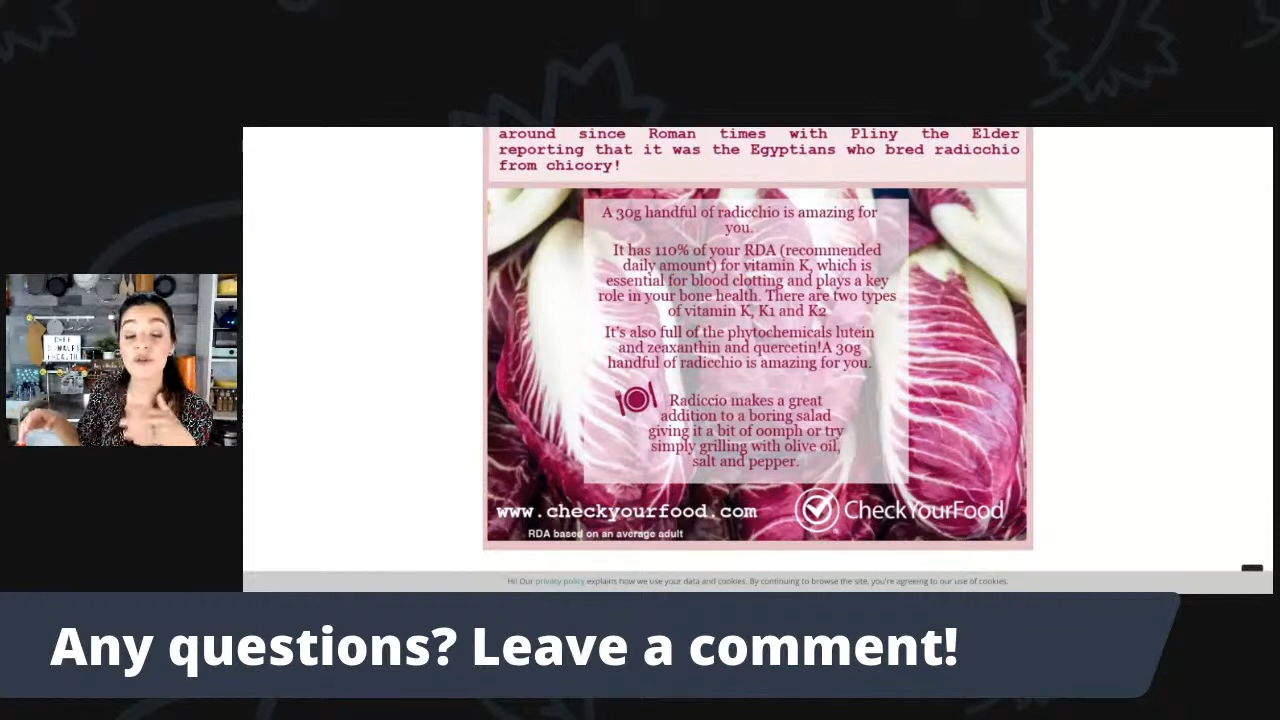 around since Roman times with Pliny the Elder
reporting that it was the Egyptians who bred radicchio
from chicory!
A 30g handful of radicchio is amazing for
you.
It has 110% of your RDA (recommended
daily amount) for vitamin K, which is
essential for blood clotting and plays a key
role in your bone health. There are two types
of vitamin K, K1 and K2
It's also full of the phytochemicals lutein
and zeaxanthin and quercetin!A 30g
handful of radicchio is amazing for you.
Radiccio makes a great
addition to a boring salad
giving it a bit of oomph or try
simply grilling with olive oil,
salt and pepper.
www.checkyourfood.com
CheckYourFood
RDA based on an average adult
Hi! Our privacy policy explains how we use your data and cookies. By continuing to browse the site, you're agreeing to our use of cookies.
Any questions? Leave a comment!